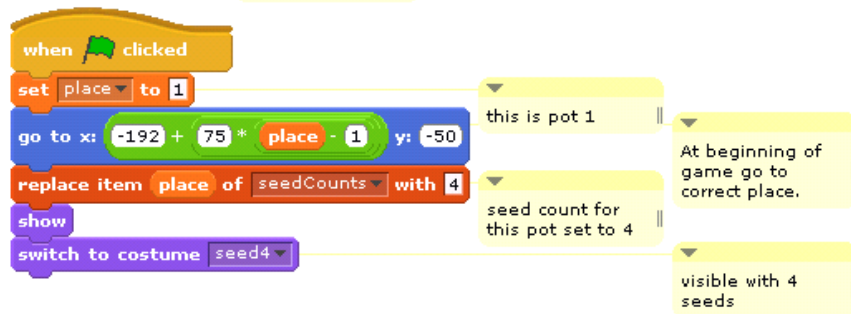 when clicked
set place to 1
this is pot 1
go to x: -192 + 75 * place - 1 y: -50
At beginning of
game go to
correct place.
replace item place of seedCounts with 4
seed count for
this pot set to 4
show
switch to costume seed4
visible with 4
seeds